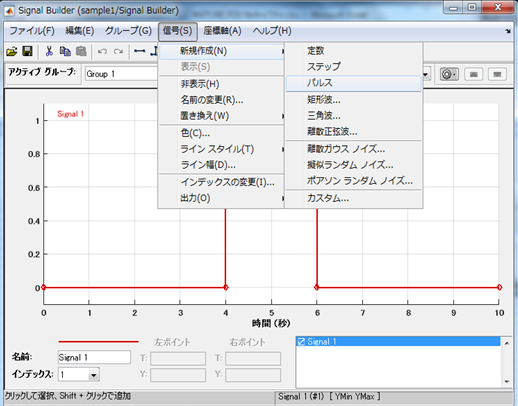 Signal Builder (sample1/Signal Builder)
ファイル(F) 編集(E) グループ(G) 信号(S) 座標軸(A) ヘルプ(H)
アクティブ グループ: Group 1
新規作成(N)
表示(S)
非表示(H)
名前の変更(R)...
置き換え(W)
色(C)...
ライン スタイル(T)
ライン幅(D)...
インデックスの変更(I)...
出力(O)
定数
ステップ
パルス
矩形波...
三角波...
離散正弦波...
離散ガウス ノイズ...
擬似ランダム ノイズ...
ポアソン ランダム ノイズ...
カスタム...
Signal 1
1
0.8
0.6
0.4
0.2
0
0 1 2 3 4 5 6 7 8 9 10
時間 (秒)
左ポイント 右ポイント
名前: Signal 1 T: T:
インデックス: 1 Y: Y:
Signal 1
クリックして選択、Shift + クリックで追加
Signal 1 (#1) [ YMin YMax ]